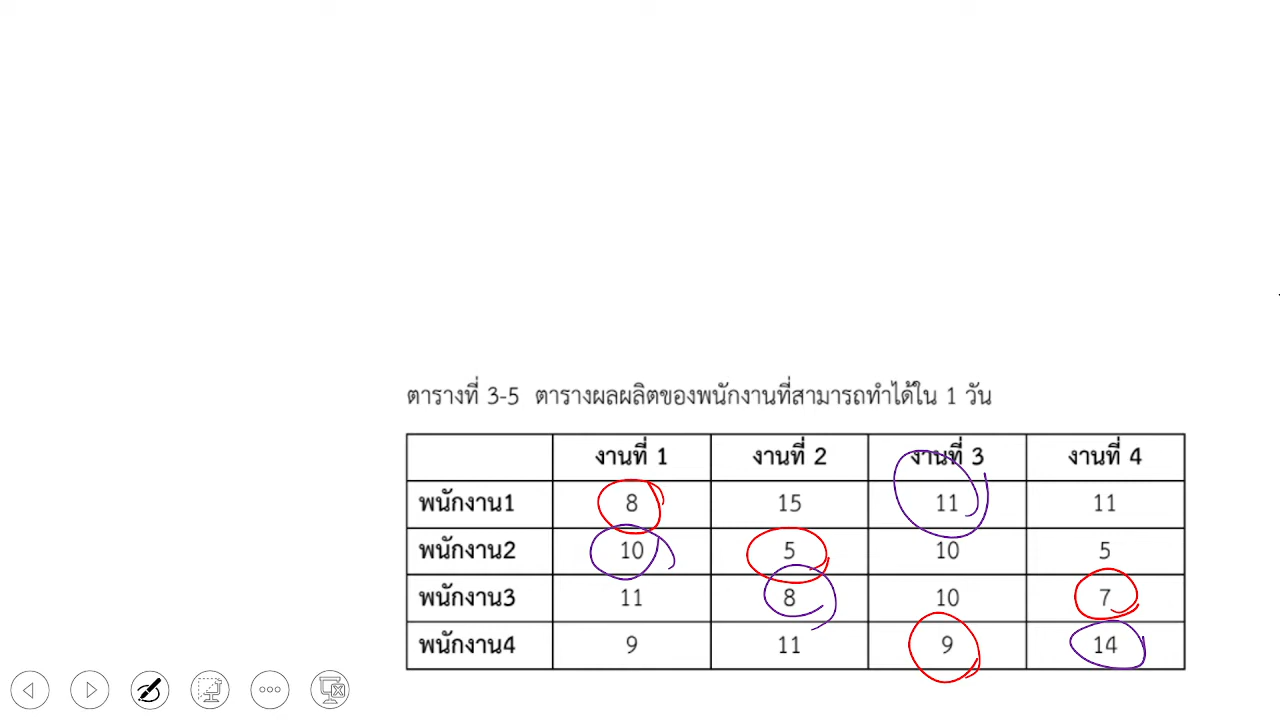 ตารางที่ 3-5 ตารางผลผลิตของพนักงานที่สามารถทำได้ใน 1 วัน
งานที่ 1 งานที่ 2 งานที่ 3 งานที่ 4
พนักงาน1 8 15 11 11
พนักงาน2 10 5 10 5
พนักงาน3 11 8 10 7
พนักงาน4 9 11 9 14